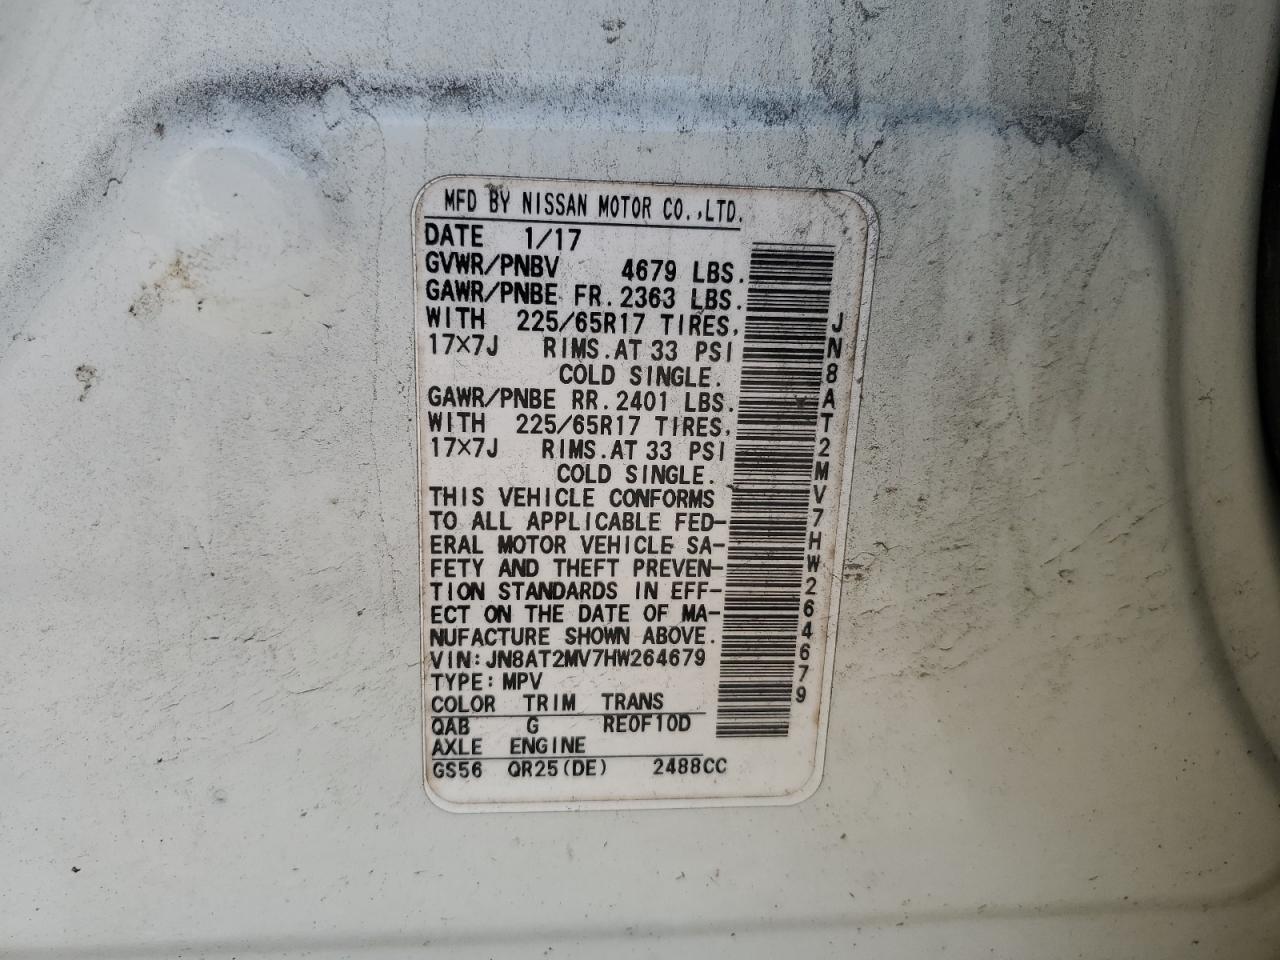 MFD BY NISSAN MOTOR CO.,LTD.
DATE 1/17
GVWR/PNBV 4679 LBS.
GAWR/PNBE FR. 2363 LBS.
WITH 225/65R17 TIRES.
17×7J RIMS. AT 33 PSI
COLD SINGLE.
GAWR/PNBE RR. 2401 LBS.
WITH 225/65R17 TIRES.
17×7J RIMS. AT 33 PSI
COLD SINGLE.
THIS VEHICLE CONFORMS
TO ALL APPLICABLE FED-
ERAL MOTOR VEHICLE SA-
FETY AND THEFT PREVEN-
TION STANDARDS IN EFF-
ECT ON THE DATE OF MA-
NUFACTURE SHOWN ABOVE.
VIN: JN8AT2MV7HW264679
TYPE: MPV
COLOR TRIM TRANS
QAB G RE0F10D
AXLE ENGINE
GS56 QR25(DE) 2488CC
JN8AT2MV7HW264679